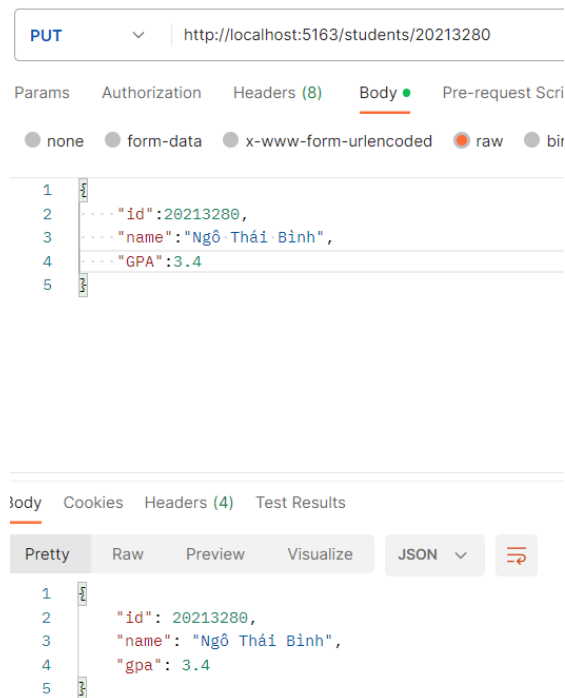 PUT http://localhost:5163/students/20213280
Params Authorization Headers (8) Body Pre-request Scri
none form-data x-www-form-urlencoded raw bin
1 {
2 "id":20213280,
3 "name":"Ngô Thái Bình",
4 "GPA":3.4
5 }
Body Cookies Headers (4) Test Results
Pretty Raw Preview Visualize JSON
1 {
2 "id": 20213280,
3 "name": "Ngô Thái Bình",
4 "gpa": 3.4
5 }